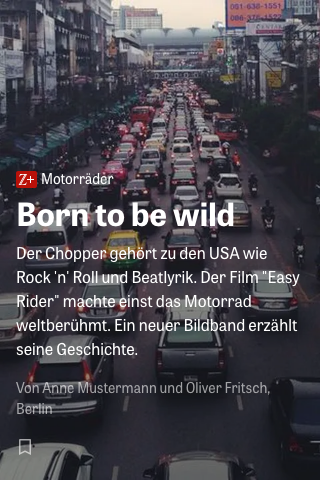 081-636-1551
Z+ Motorräder
Born to be wild
Der Chopper gehört zu den USA wie
Rock 'n' Roll und Beatlyrik. Der Film "Easy
Rider" machte einst das Motorrad
weltberühmt. Ein neuer Bildband erzählt
seine Geschichte.
Von Anne Mustermann und Oliver Fritsch,
Berlin